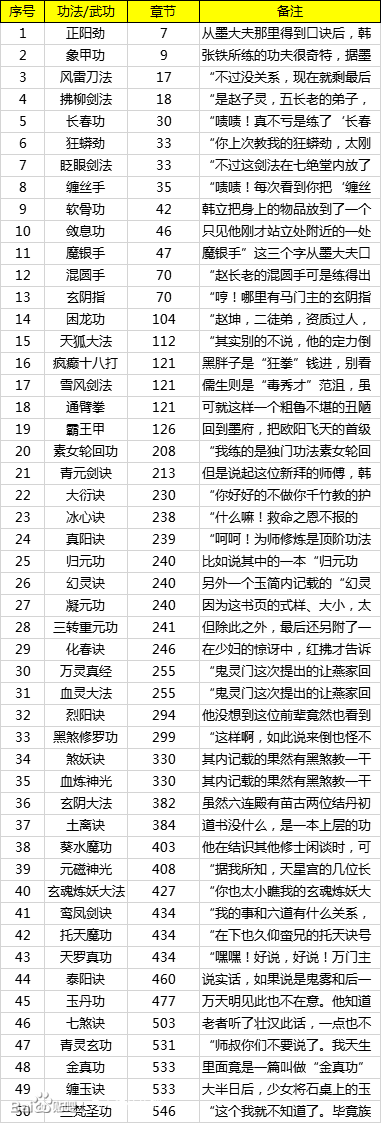 序号 功法/武功 章节 备注
1 正阳劲 7 从墨大夫那里得到口诀后，韩
2 象甲功 9 张铁所练的功夫很奇特，据墨
3 风雷刀法 17 “不过没关系，现在就剩最后
4 拂柳剑法 18 “是赵子灵，五长老的弟子，
5 长春功 30 “啧啧！真不亏是练了‘长春
6 狂蟒劲 33 “你上次教我的狂蟒劲，太刚
7 眨眼剑法 33 “不过这剑法在七绝堂内放了
8 缠丝手 35 “啧啧！每次看到你把‘缠丝
9 软骨功 42 韩立把身上的物品放到了一个
10 敛息功 46 只见他刚才站立处附近的一处
11 魔银手 47 魔银手”这三个字从墨大夫口
12 混圆手 70 “赵长老的混圆手可是练得出
13 玄阴指 70 “哼！哪里有马门主的玄阴指
14 困龙功 104 “赵坤，二徒弟，资质过人，
15 天狐大法 112 “其实别的不说，他的定力倒
16 疯癫十八打 121 黑胖子是“狂拳”钱进，别看
17 雪风剑法 121 儒生则是“毒秀才”范沮，虽
18 通臂拳 121 可就这样一个粗鲁不堪的丑陋
19 霸王甲 126 回到墨府，把欧阳飞天的首级
20 素女轮回功 208 “我练的是独门功法素女轮回
21 青元剑诀 213 但是说起这新拜的师傅，韩
22 大衍诀 230 “你好好的不做你千竹教的护
23 冰心诀 238 “什么嘛！救命之恩不报的
24 真阳诀 239 “呵呵！为师修炼是顶阶功法
25 归元功 240 比如说其中的一本“归元功
26 幻灵诀 240 另外一个玉简内记载的“幻灵
27 凝元功 240 因为这书页的式样、大小，太
28 三转重元功 241 但除此之外，最后还另附了一
29 化春诀 246 在少妇的惊讶中，红拂才告诉
30 万灵真经 255 “鬼灵门这次提出的让燕家回
31 血灵大法 255 “鬼灵门这次提出的让燕家回
32 烈阳诀 294 他没想到这位前辈竟然也看到
33 黑煞修罗功 299 “这样啊，如此说来倒也怪不
34 煞妖诀 330 其内记载的果然有黑煞教一干
35 血炼神光 330 其内记载的果然有黑煞教一干
36 玄阴大法 382 虽然六连殿有苗古两位结丹初
37 土离诀 384 道书没什么，是一本上层的功
38 葵水魔功 403 他在结识其他修士闲谈时，可
39 元磁神光 408 “据我所知，天星宫的几位长
40 玄魂炼妖大法 427 “你也太小瞧我的玄魂炼妖大
41 鸾凤剑诀 434 “我的事和六道有什么关系，
42 托天魔功 434 “在下也久仰蛮兄的托天诀号
43 天罗真功 434 “嘿嘿！好说，好说！万门主
44 泰阳诀 460 说实话，如果说是鬼雾和后一
45 玉丹功 477 万天明见此也不在意。他知道
46 七煞诀 503 老者听了壮汉此话，一点也不
47 青灵玄功 531 “师叔你们不要说了。我天生
48 金真功 533 里面竟是一篇叫做“金真功”
49 缠玉诀 533 大半日后，少女将石桌上的玉
50 三梵圣功 546 “这个我就不知道了。毕竟族